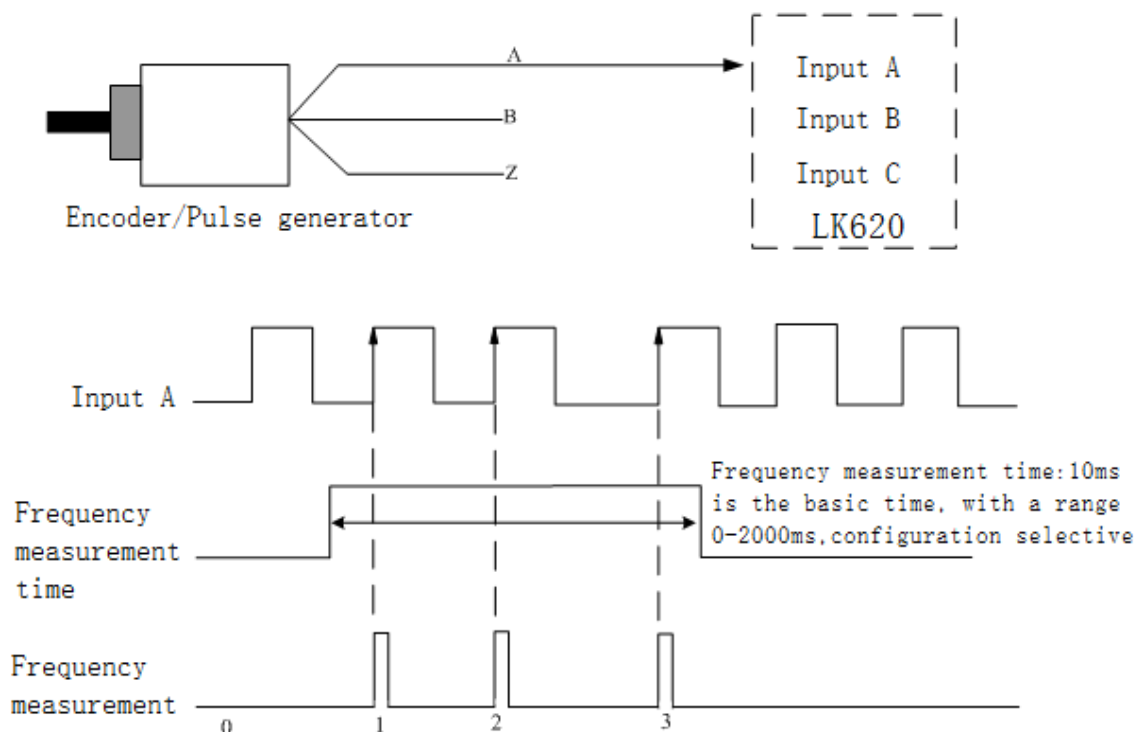 A
Input A
B
Input B
Z
Input C
Encoder/Pulse generator
LK620
Input A
Frequency measurement time:10ms
is the basic time, with a range
0-2000ms,configuration selective
Frequency
measurement
time
Frequency
measurement
0
1
2
3